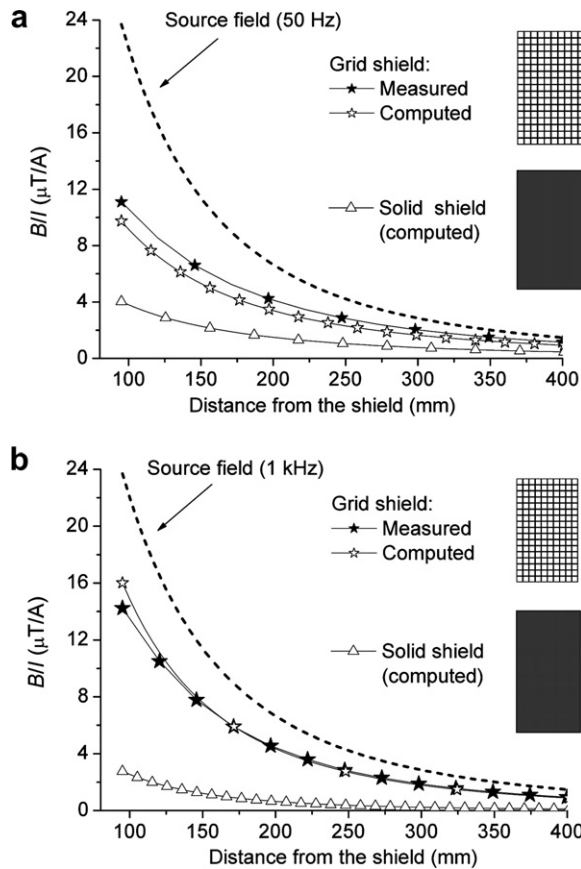 a
24
20
16
12
8
4
0
B/I (μT/A)
Source field (50 Hz)
Grid shield:
Measured
Computed
Solid shield
(computed)
100 150 200 250 300 350 400
Distance from the shield (mm)
b
24
20
16
12
8
4
0
B/I (μT/A)
Source field (1 kHz)
Grid shield:
Measured
Computed
Solid shield
(computed)
100 150 200 250 300 350 400
Distance from the shield (mm)